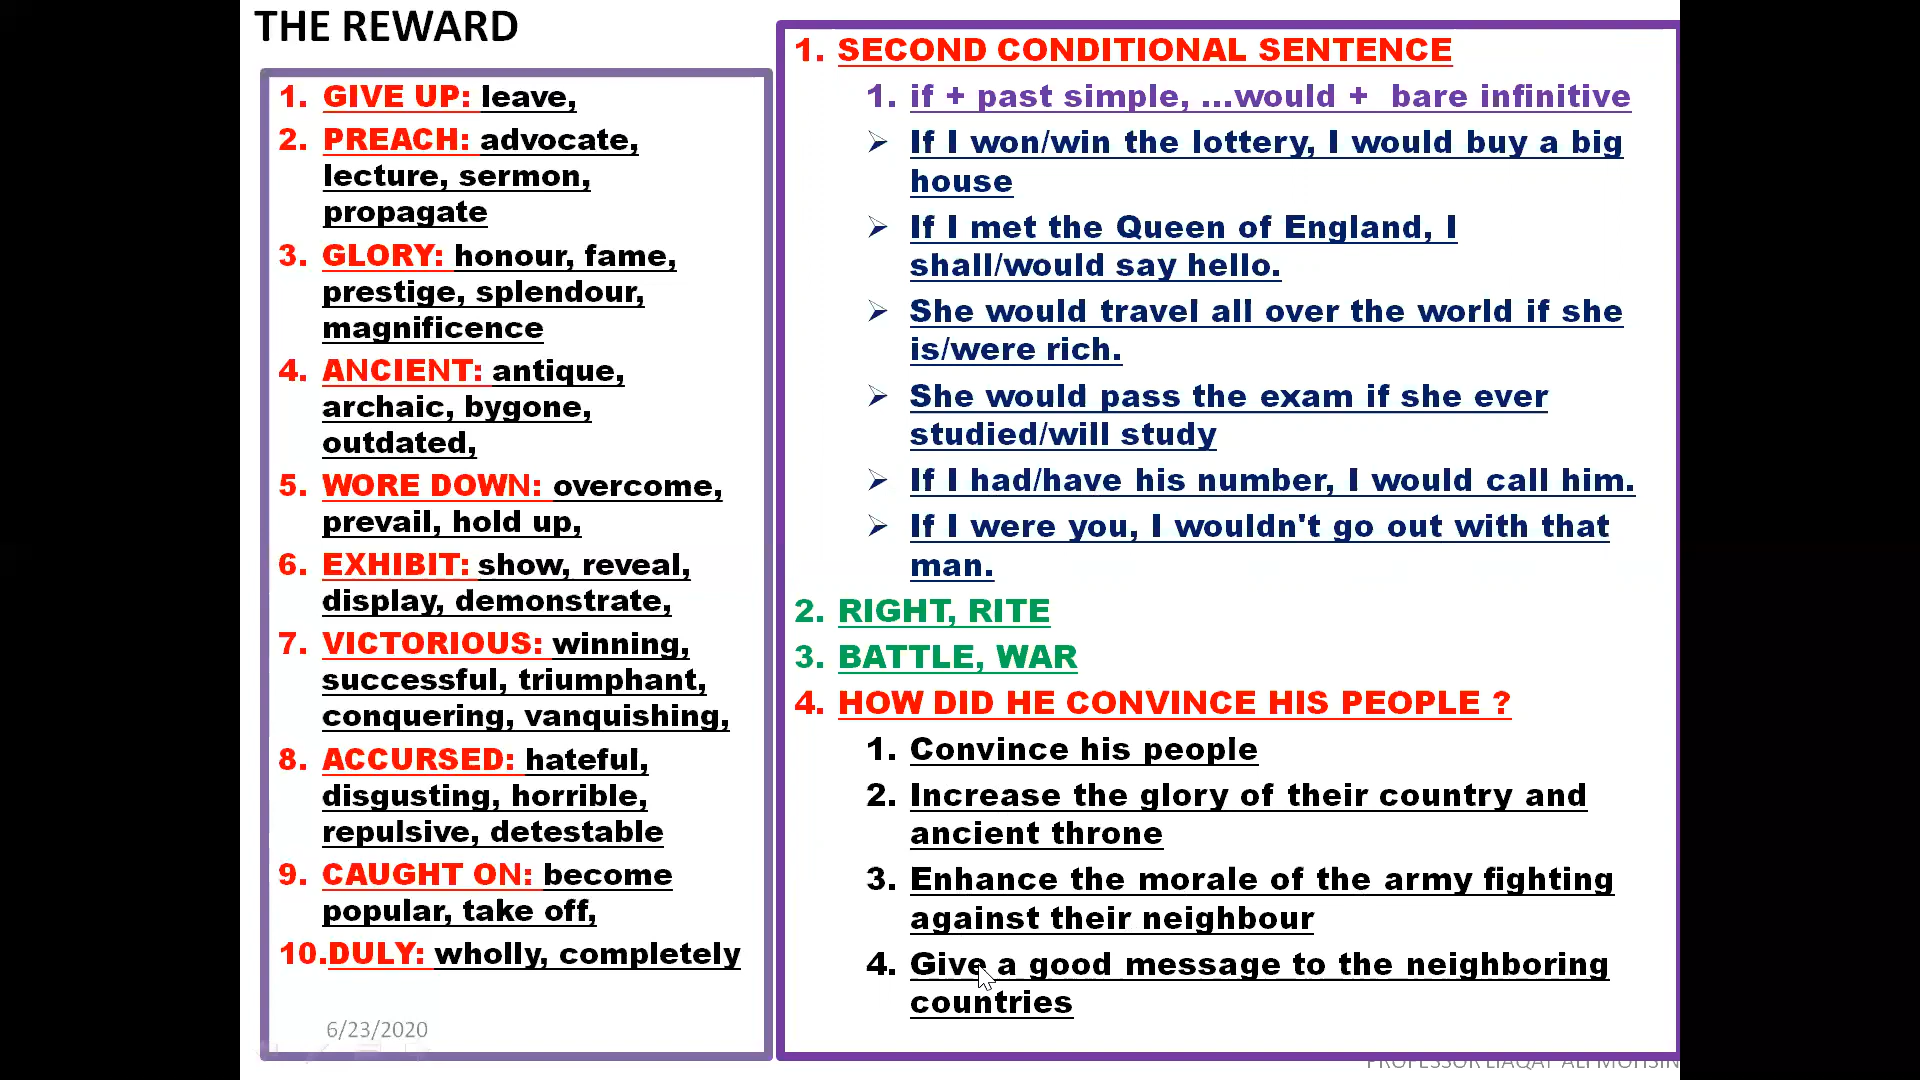 THE REWARD
1. GIVE UP: leave,
2. PREACH: advocate,
lecture, sermon,
propagate
3. GLORY: honour, fame,
prestige, splendour,
magnificence
4. ANCIENT: antique,
archaic, bygone,
outdated,
5. WORE DOWN: overcome,
prevail, hold up,
6. EXHIBIT: show, reveal,
display, demonstrate,
7. VICTORIOUS: winning,
successful, triumphant,
conquering, vanquishing,
8. ACCURSED: hateful,
disgusting, horrible,
repulsive, detestable
9. CAUGHT ON: become
popular, take off,
10. DULY: wholly, completely
6/23/2020
1. SECOND CONDITIONAL SENTENCE
1. if + past simple, ...would + bare infinitive
➢ If I won/win the lottery, I would buy a big
house
➢ If I met the Queen of England, I
shall/would say hello.
➢ She would travel all over the world if she
is/were rich.
➢ She would pass the exam if she ever
studied/will study
➢ If I had/have his number, I would call him.
➢ If I were you, I wouldn't go out with that
man.
2. RIGHT, RITE
3. BATTLE, WAR
4. HOW DID HE CONVINCE HIS PEOPLE ?
1. Convince his people
2. Increase the glory of their country and
ancient throne
3. Enhance the morale of the army fighting
against their neighbour
4. Give a good message to the neighboring
countries
PROFESSOR LIAQAT ALI MOHSIN